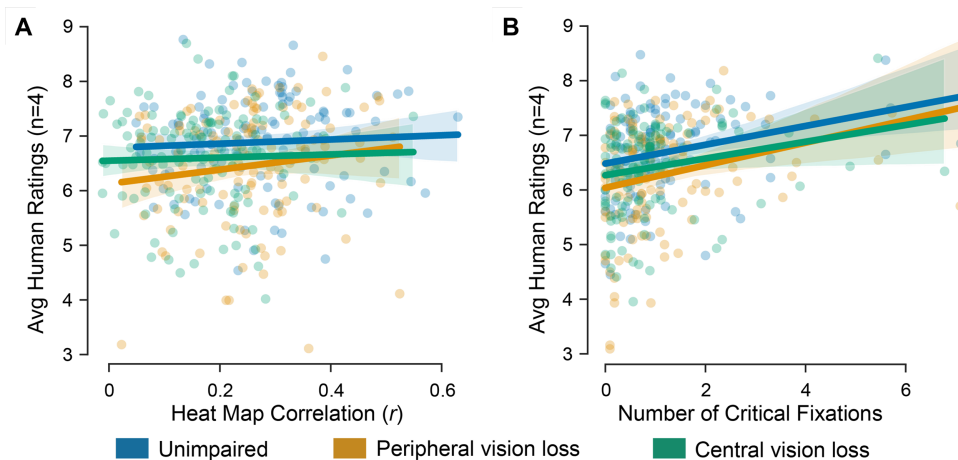 A
B
Avg Human Ratings (n=4)
9
8
7
6
5
4
3
0
0.2
0.4
0.6
Heat Map Correlation (r)
Avg Human Ratings (n=4)
9
8
7
6
5
4
3
0
2
4
6
Number of Critical Fixations
Unimpaired
Peripheral vision loss
Central vision loss